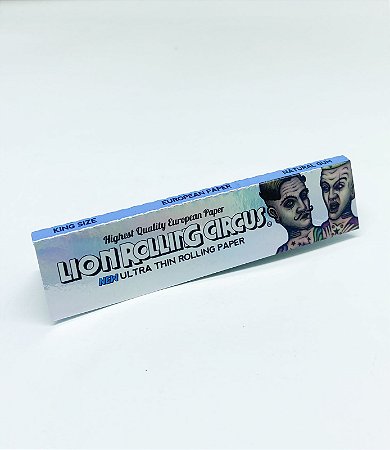 KING SIZE EUROPEAN PAPER NATURAL GUM
Highest Quality European Paper
LION ROLLING CIRCUS
NEW ULTRA THIN ROLLING PAPER